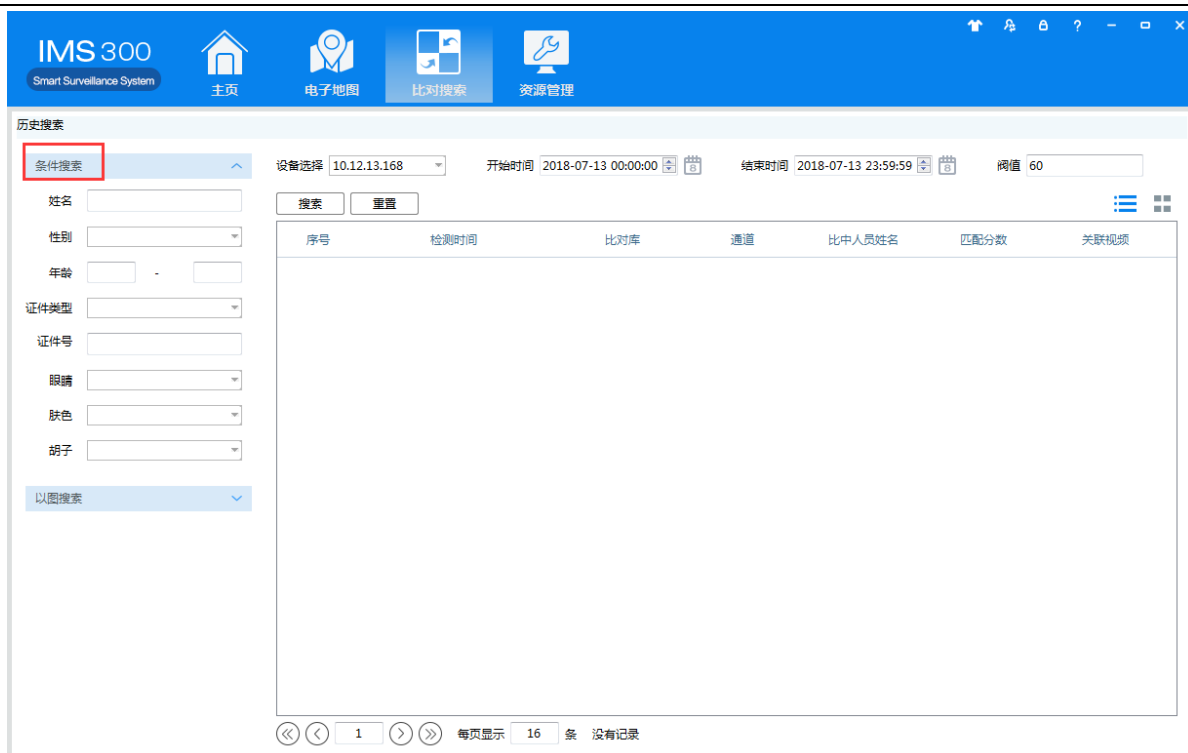 IMS 300
Smart Surveillance System
主页
电子地图
比对搜索
资源管理
历史搜索
条件搜索
姓名
性别
年龄 -
证件类型
证件号
眼睛
肤色
胡子
以图搜索
设备选择 10.12.13.168 开始时间 2018-07-13 00:00:00 8 结束时间 2018-07-13 23:59:59 8 阀值 60
搜索 重置
序号 检测时间 比对库 通道 比中人员姓名 匹配分数 关联视频
1 每页显示 16 条 没有记录